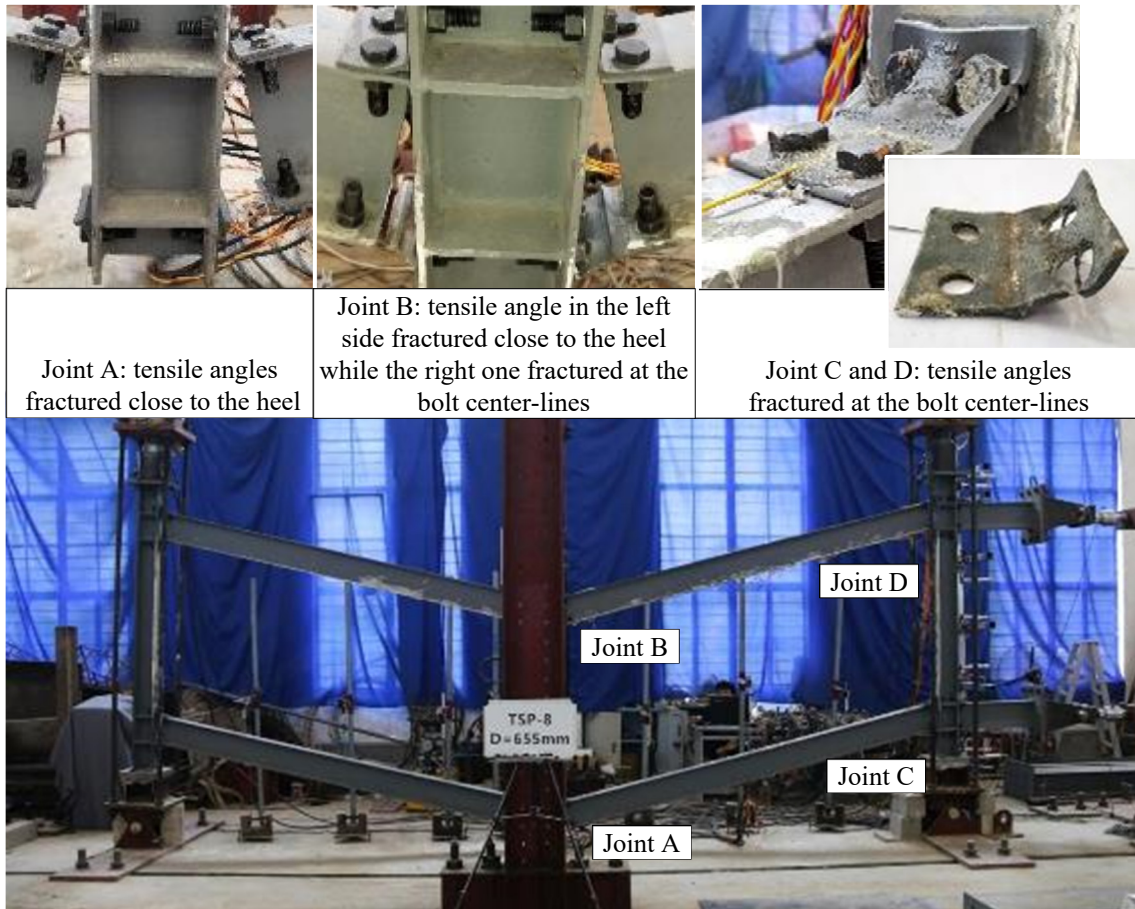 Joint A: tensile angles
fractured close to the heel
Joint B: tensile angle in the left
side fractured close to the heel
while the right one fractured at the
bolt center-lines
Joint C and D: tensile angles
fractured at the bolt center-lines
Joint D
Joint B
TSP-8
D=655mm
Joint C
Joint A